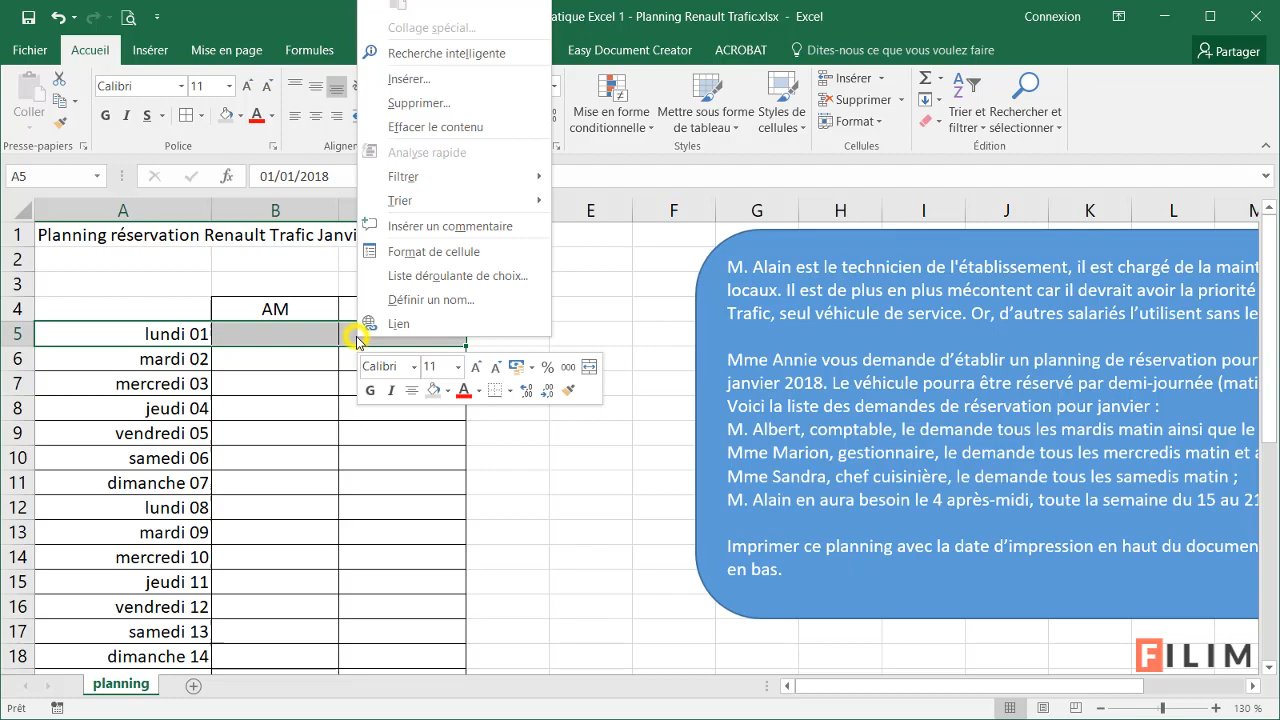 atique Excel 1 - Planning Renault Trafic.xlsx - Excel
Connexion
Fichier
Accueil
Insérer
Mise en page
Formules
Easy Document Creator
ACROBAT
Dites-nous ce que vous voulez faire
Partager
Coller
Presse-papiers
Calibri
11
G I S
A
Police
Aligne
Mise en forme conditionnelle
Mettre sous forme de tableau
Styles de cellules
Styles
Insérer
Supprimer
Format
Cellules
Σ
Trier et filtrer
Rechercher et sélectionner
Édition
Collage spécial...
Recherche intelligente
Insérer...
Supprimer...
Effacer le contenu
Analyse rapide
Filtrer
Trier
Insérer un commentaire
Format de cellule
Liste déroulante de choix...
Définir un nom...
Lien
Calibri 11 % 000
G I A
A5
fx
01/01/2018
A B E F G H I J K L M
1 Planning réservation Renault Trafic Janvi
2
3
4 AM
5 lundi 01
6 mardi 02
7 mercredi 03
8 jeudi 04
9 vendredi 05
10 samedi 06
11 dimanche 07
12 lundi 08
13 mardi 09
14 mercredi 10
15 jeudi 11
16 vendredi 12
17 samedi 13
18 dimanche 14
M. Alain est le technicien de l'établissement, il est chargé de la maint
locaux. Il est de plus en plus mécontent car il devrait avoir la priorité
Trafic, seul véhicule de service. Or, d’autres salariés l’utilisent sans le
Mme Annie vous demande d’établir un planning de réservation pour
janvier 2018. Le véhicule pourra être réservé par demi-journée (mati
Voici la liste des demandes de réservation pour janvier :
M. Albert, comptable, le demande tous les mardis matin ainsi que le
Mme Marion, gestionnaire, le demande tous les mercredis matin et a
Mme Sandra, chef cuisinière, le demande tous les samedis matin ;
M. Alain en aura besoin le 4 après-midi, toute la semaine du 15 au 21
Imprimer ce planning avec la date d’impression en haut du documen
en bas.
FILIM
planning
Prêt
130 %